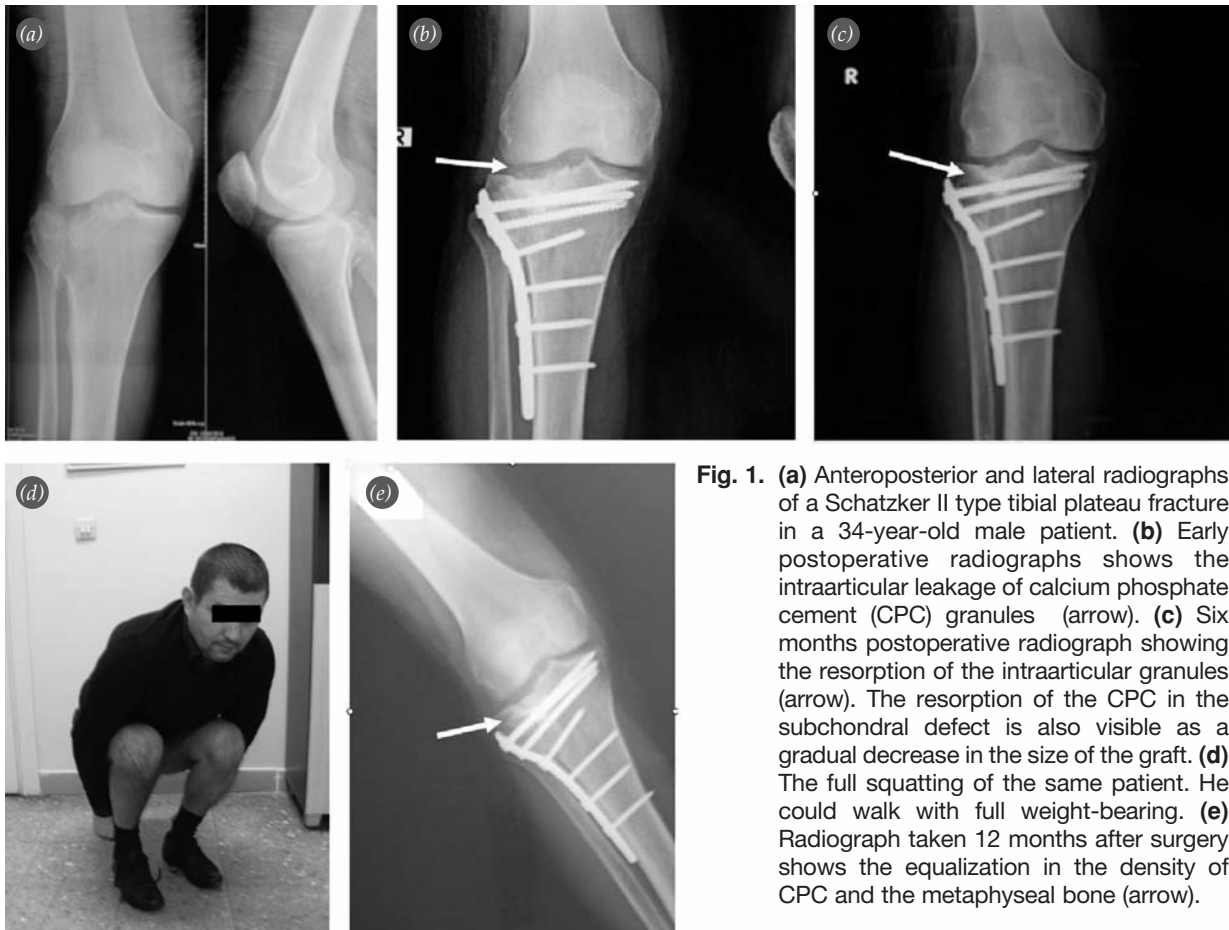 (a)
(b)
(c)
R
R
(d)
(e)
Fig. 1. (a) Anteroposterior and lateral radiographs
of a Schatzker II type tibial plateau fracture
in a 34-year-old male patient. (b) Early
postoperative radiographs shows the
intraarticular leakage of calcium phosphate
cement (CPC) granules (arrow). (c) Six
months postoperative radiograph showing
the resorption of the intraarticular granules
(arrow). The resorption of the CPC in the
subchondral defect is also visible as a
gradual decrease in the size of the graft. (d)
The full squatting of the same patient. He
could walk with full weight-bearing. (e)
Radiograph taken 12 months after surgery
shows the equalization in the density of
CPC and the metaphyseal bone (arrow).